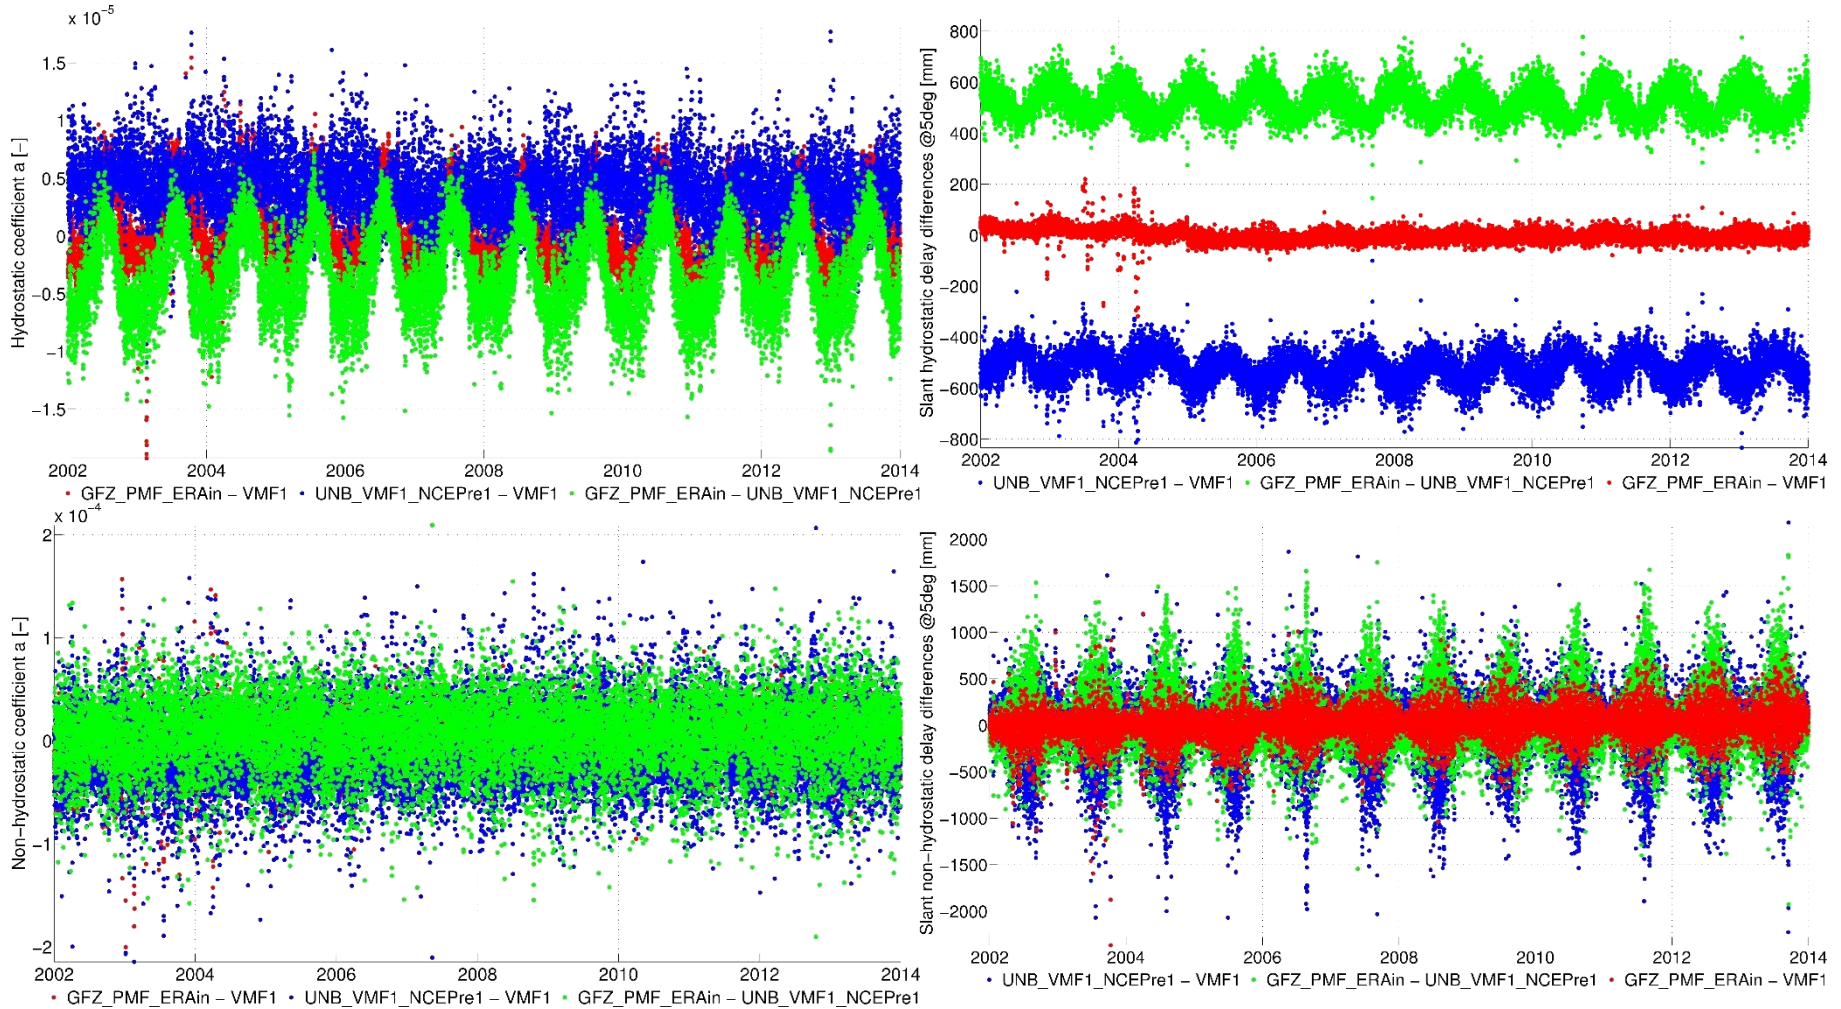 x 10⁻⁵
1.5
1
0.5
0
−0.5
−1
−1.5
Hydrostatic coefficient a [−]
2002 2004 2006 2008 2010 2012 2014
GFZ_PMF_ERAin − VMF1 UNB_VMF1_NCEPre1 − VMF1 GFZ_PMF_ERAin − UNB_VMF1_NCEPre1
800
600
400
200
0
−200
−400
−600
−800
Slant hydrostatic delay differences @5deg [mm]
2002 2004 2006 2008 2010 2012 2014
UNB_VMF1_NCEPre1 − VMF1 GFZ_PMF_ERAin − UNB_VMF1_NCEPre1 GFZ_PMF_ERAin − VMF1
x 10⁻⁴
2
1
0
−1
−2
Non−hydrostatic coefficient a [−]
2002 2004 2006 2008 2010 2012 2014
GFZ_PMF_ERAin − VMF1 UNB_VMF1_NCEPre1 − VMF1 GFZ_PMF_ERAin − UNB_VMF1_NCEPre1
2000
1500
1000
500
0
−500
−1000
−1500
−2000
Slant non−hydrostatic delay differences @5deg [mm]
2002 2004 2006 2008 2010 2012 2014
UNB_VMF1_NCEPre1 − VMF1 GFZ_PMF_ERAin − UNB_VMF1_NCEPre1 GFZ_PMF_ERAin − VMF1